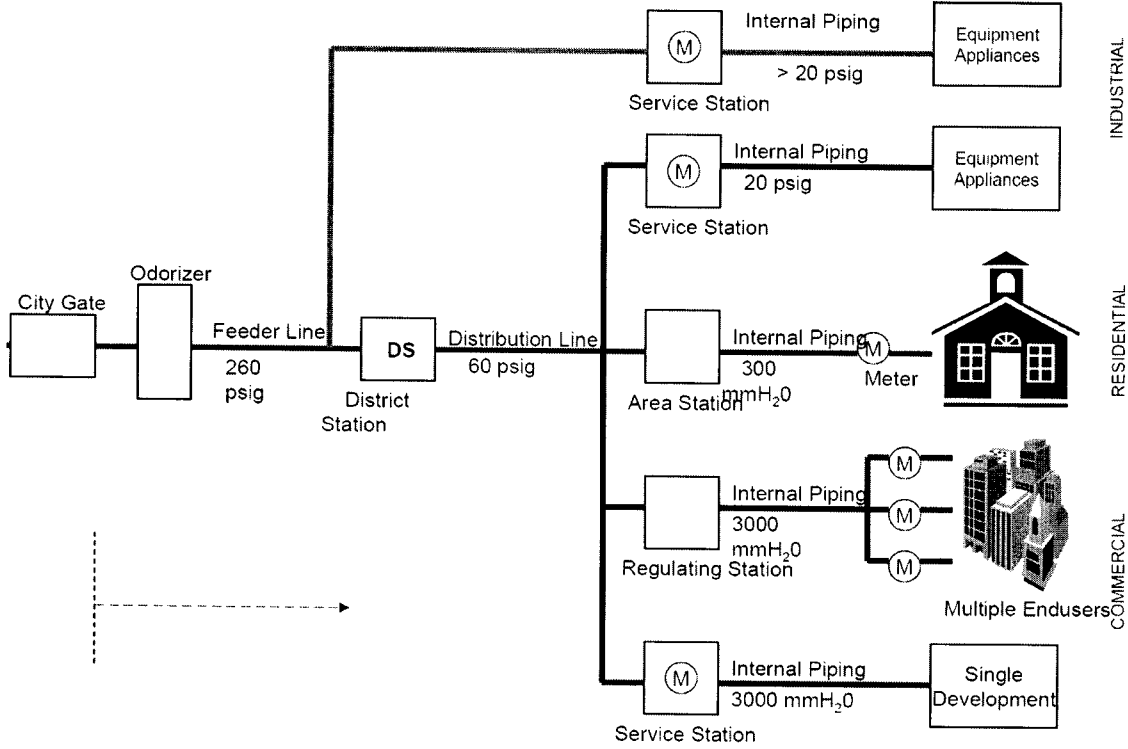 Internal Piping
M
Equipment
Appliances
> 20 psig
Service Station
INDUSTRIAL
Internal Piping
M
Equipment
Appliances
20 psig
Service Station
Odorizer
City Gate
Feeder Line
260
psig
DS
District
Station
Distribution Line
60 psig
Internal Piping
M
300
mmH₂0
Area Station
Meter
RESIDENTIAL
M
Internal Piping
3000
mmH₂0
M
Regulating Station
M
Multiple Endusers
COMMERCIAL
Internal Piping
M
3000 mmH₂0
Service Station
Single
Development